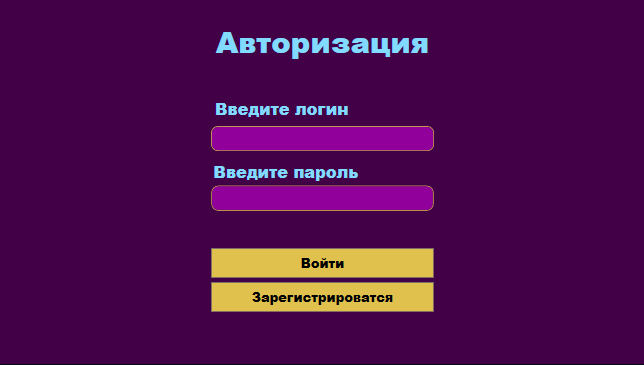 Авторизация
Введите логин
Введите пароль
Войти
Зарегистрироватся